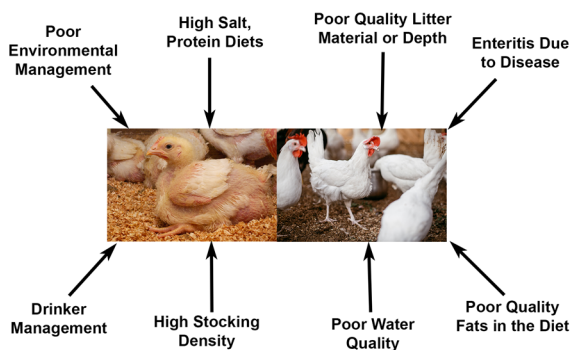 Poor
Environmental
Management
High Salt,
Protein Diets
Poor Quality Litter
Material or Depth
Enteritis Due
to Disease
Drinker
Management
High Stocking
Density
Poor Water
Quality
Poor Quality
Fats in the Diet